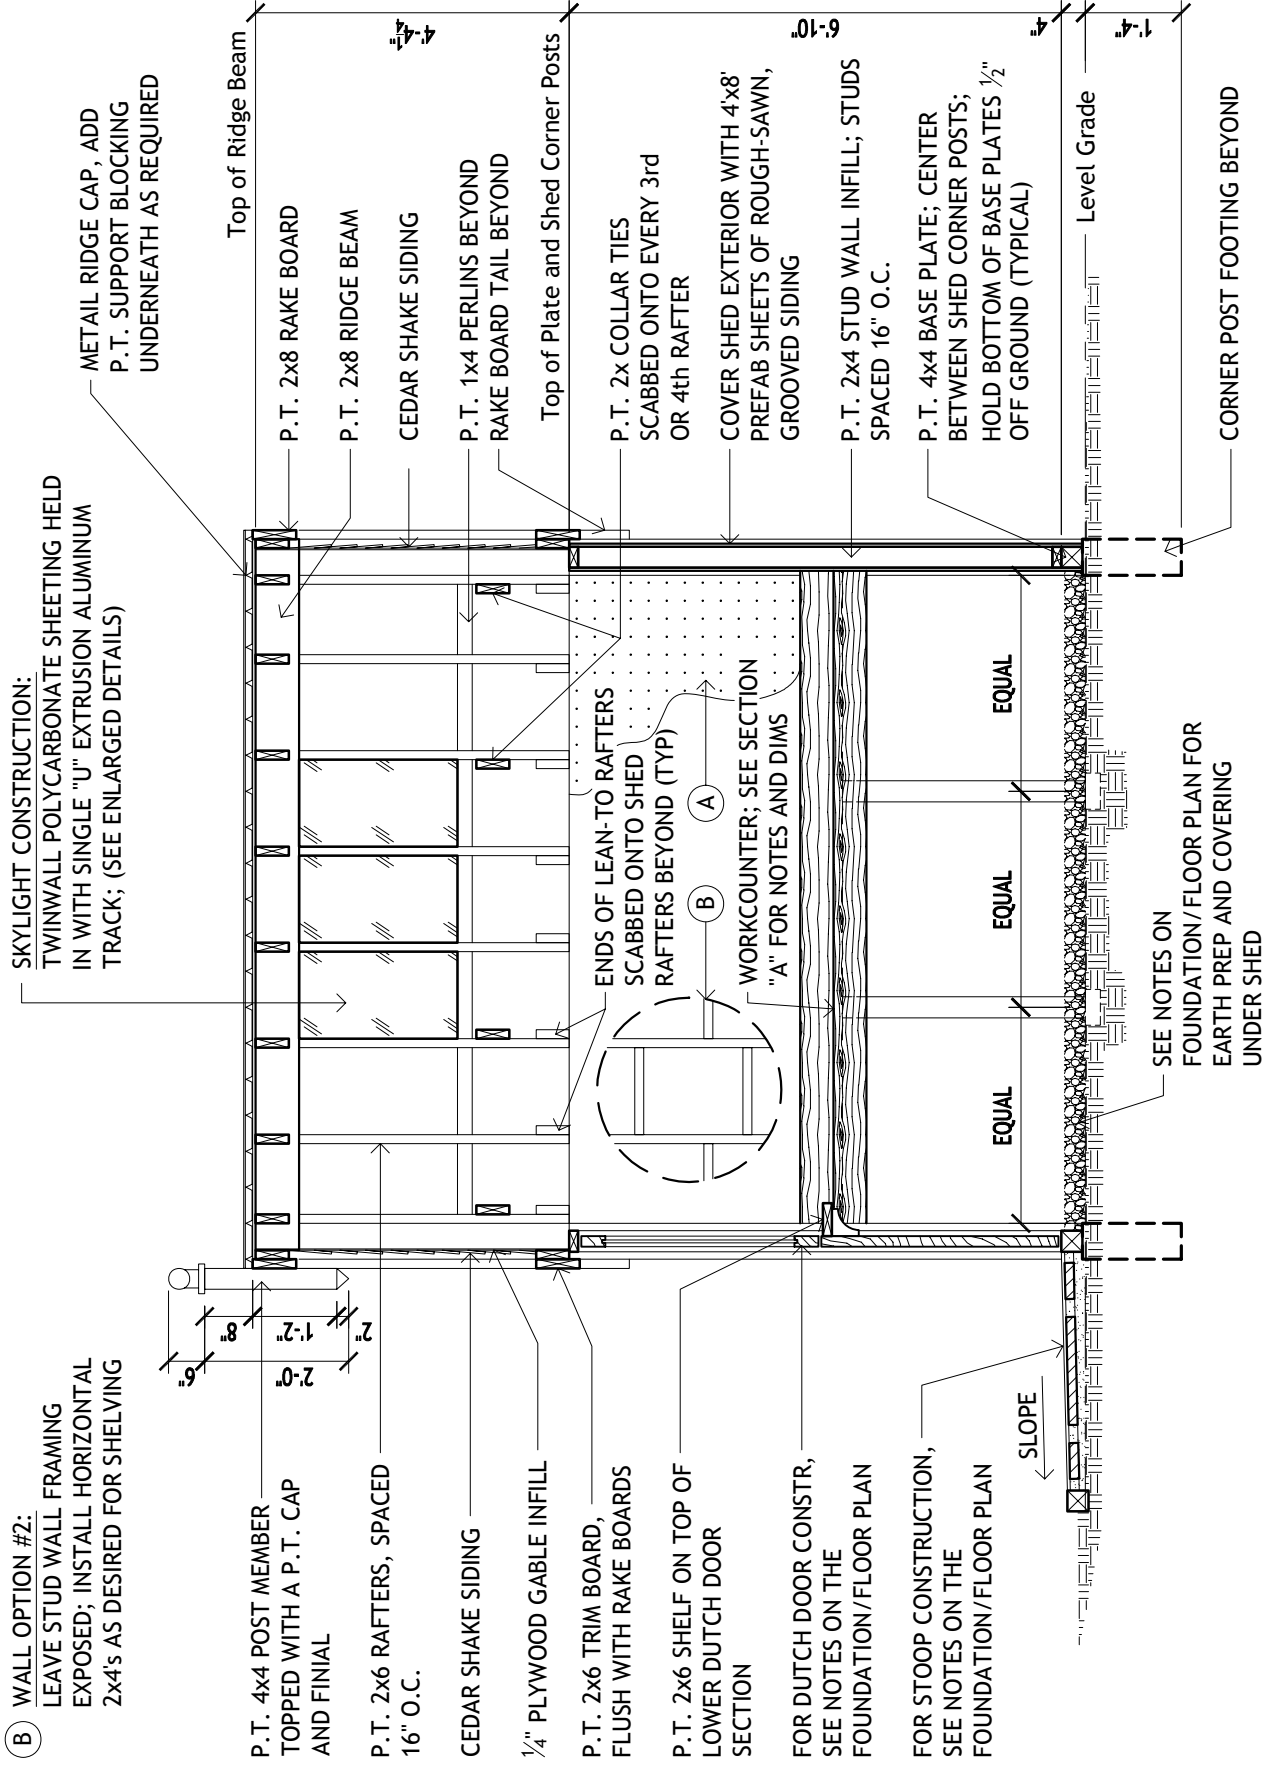 B
WALL OPTION #2:
LEAVE STUD WALL FRAMING
EXPOSED; INSTALL HORIZONTAL
2x4's AS DESIRED FOR SHELVING
SKYLIGHT CONSTRUCTION:
TWINWALL POLYCARBONATE SHEETING HELD
IN WITH SINGLE "U" EXTRUSION ALUMINUM
TRACK; (SEE ENLARGED DETAILS)
METAIL RIDGE CAP, ADD
P.T. SUPPORT BLOCKING
UNDERNEATH AS REQUIRED
P.T. 4x4 POST MEMBER
TOPPED WITH A P.T. CAP
AND FINIAL
P.T. 2x6 RAFTERS, SPACED
16" O.C.
CEDAR SHAKE SIDING
1/4" PLYWOOD GABLE INFILL
P.T. 2x6 TRIM BOARD,
FLUSH WITH RAKE BOARDS
P.T. 2x6 SHELF ON TOP OF
LOWER DUTCH DOOR
SECTION
FOR DUTCH DOOR CONSTR,
SEE NOTES ON THE
FOUNDATION/FLOOR PLAN
FOR STOOP CONSTRUCTION,
SEE NOTES ON THE
FOUNDATION/FLOOR PLAN
SLOPE
6"
2'-0"
8"
1'-2"
2"
ENDS OF LEAN-TO RAFTERS
SCABBED ONTO SHED
RAFTERS BEYOND (TYP)
B
A
WORKCOUNTER; SEE SECTION
"A" FOR NOTES AND DIMS
EQUAL
EQUAL
EQUAL
SEE NOTES ON
FOUNDATION/FLOOR PLAN FOR
EARTH PREP AND COVERING
UNDER SHED
Top of Ridge Beam
P.T. 2x8 RAKE BOARD
P.T. 2x8 RIDGE BEAM
CEDAR SHAKE SIDING
P.T. 1x4 PERLINS BEYOND
RAKE BOARD TAIL BEYOND
Top of Plate and Shed Corner Posts
P.T. 2x COLLAR TIES
SCABBED ONTO EVERY 3rd
OR 4th RAFTER
COVER SHED EXTERIOR WITH 4'x8'
PREFAB SHEETS OF ROUGH-SAWN,
GROOVED SIDING
P.T. 2x4 STUD WALL INFILL; STUDS
SPACED 16" O.C.
P.T. 4x4 BASE PLATE; CENTER
BETWEEN SHED CORNER POSTS;
HOLD BOTTOM OF BASE PLATES 1/2"
OFF GROUND (TYPICAL)
Level Grade
CORNER POST FOOTING BEYOND
4'-4 1/4"
6'-10"
4"
1'-4"